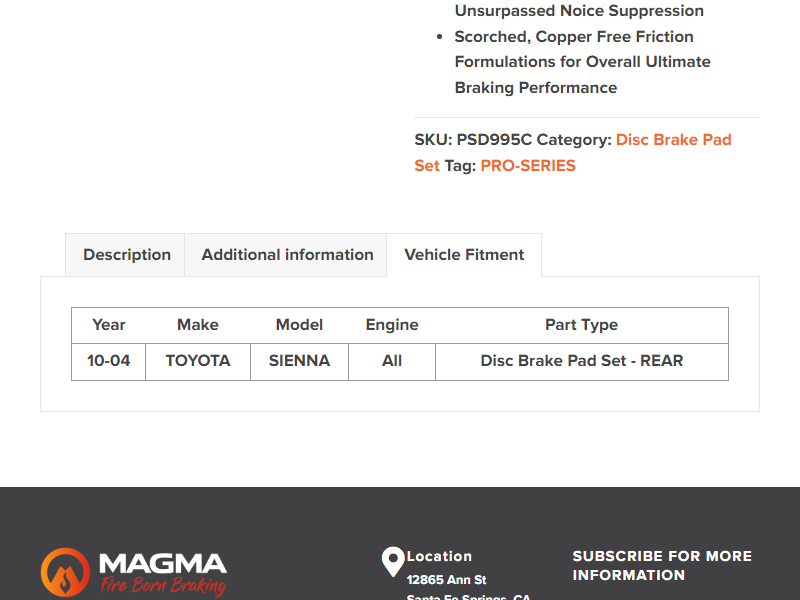 Unsurpassed Noice Suppression
Scorched, Copper Free Friction
Formulations for Overall Ultimate
Braking Performance
SKU: PSD995C Category: Disc Brake Pad
Set Tag: PRO-SERIES
Description Additional information Vehicle Fitment
Year Make Model Engine Part Type
10-04 TOYOTA SIENNA All Disc Brake Pad Set - REAR
MAGMA
Fire Born Braking
Location
12865 Ann St
Santa Fe Springs, CA
SUBSCRIBE FOR MORE
INFORMATION